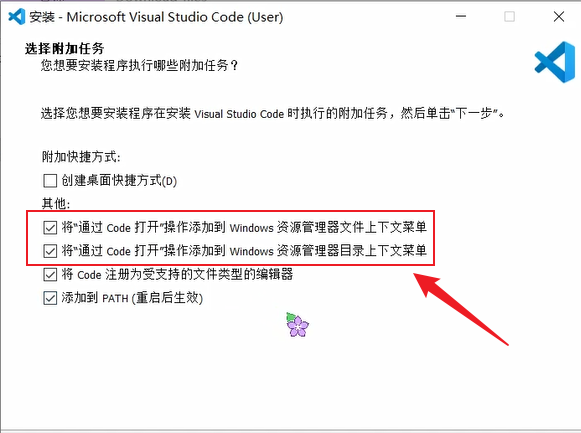 安装 - Microsoft Visual Studio Code (User)
选择附加任务
您想要安装程序执行哪些附加任务？
选择您想要安装程序在安装 Visual Studio Code 时执行的附加任务，然后单击“下一步”。
附加快捷方式:
创建桌面快捷方式(D)
其他:
将“通过 Code 打开”操作添加到 Windows 资源管理器文件上下文菜单
将“通过 Code 打开”操作添加到 Windows 资源管理器目录上下文菜单
将 Code 注册为受支持的文件类型的编辑器
添加到 PATH (重启后生效)